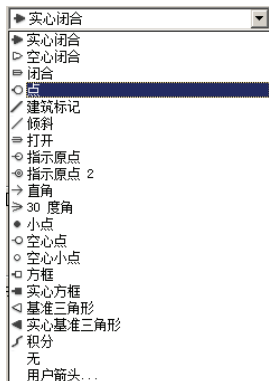 实心闭合
实心闭合
空心闭合
闭合
点
建筑标记
倾斜
打开
指示原点
指示原点 2
直角
30 度角
小点
空心点
空心小点
方框
实心方框
基准三角形
实心基准三角形
积分
无
用户箭头...